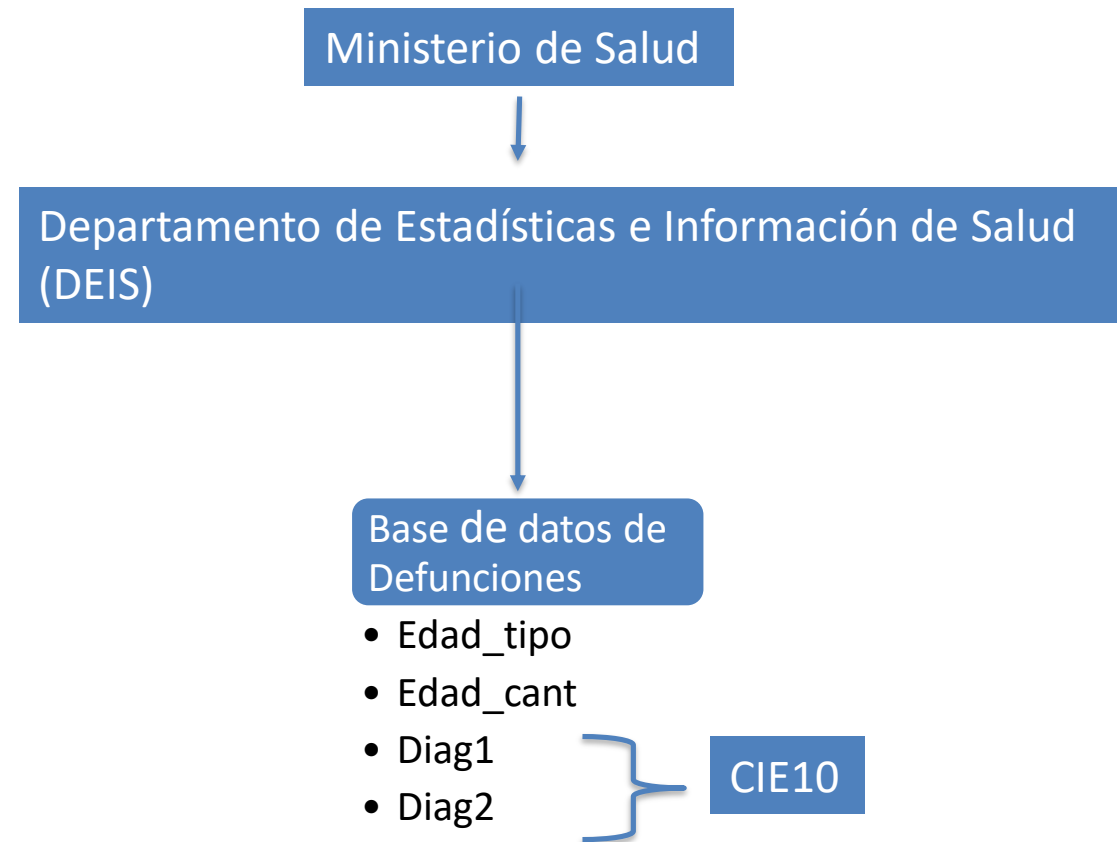 Ministerio de Salud
Departamento de Estadísticas e Información de Salud
(DEIS)
Base de datos de
Defunciones
• Edad_tipo
• Edad_cant
• Diag1
• Diag2
CIE10